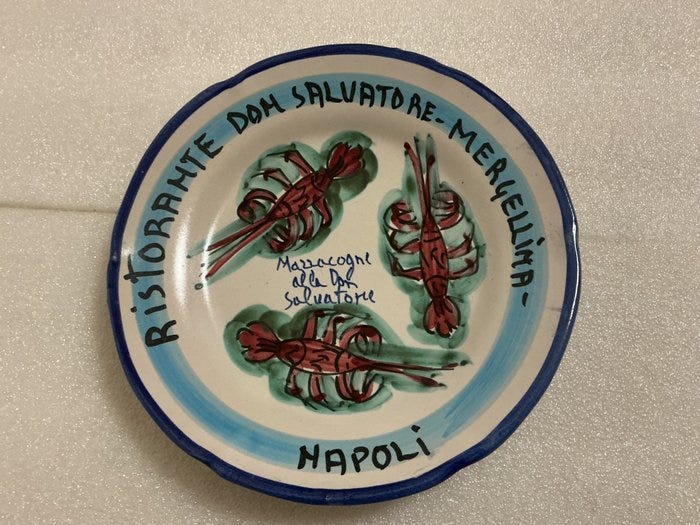 RISTORANTE DON SALVATORE - MERGELLINA -
NAPOLI
Mazzacogne
alla Don
Salvatore